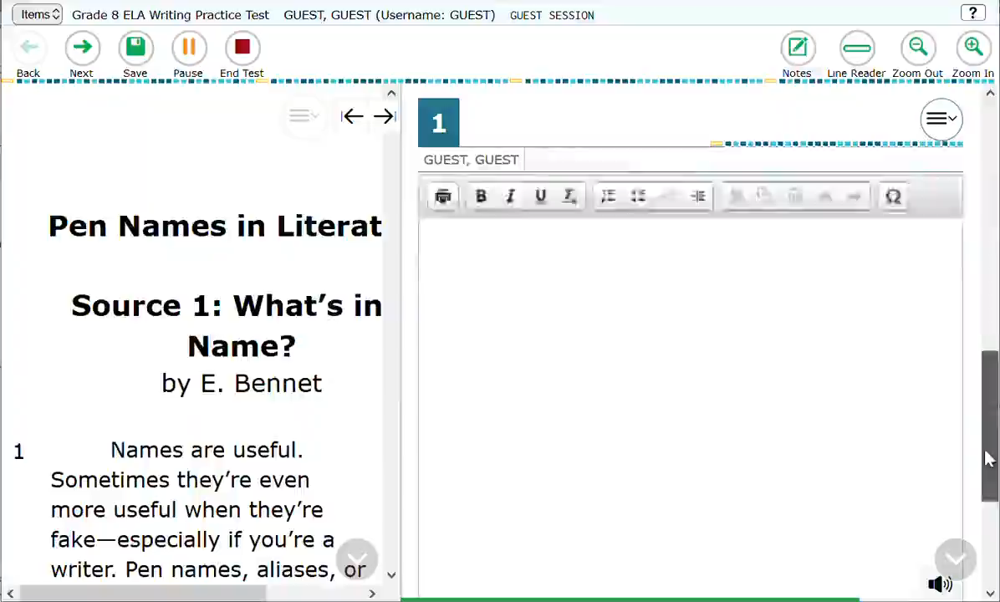 Items Grade 8 ELA Writing Practice Test GUEST, GUEST (Username: GUEST) GUEST SESSION ?
Back Next Save Pause End Test Notes Line Reader Zoom Out Zoom In
1
GUEST, GUEST
B I U Ω
Pen Names in Literat
Source 1: What’s in
Name?
by E. Bennet
1 Names are useful.
Sometimes they’re even
more useful when they’re
fake—especially if you’re a
writer. Pen names, aliases, or